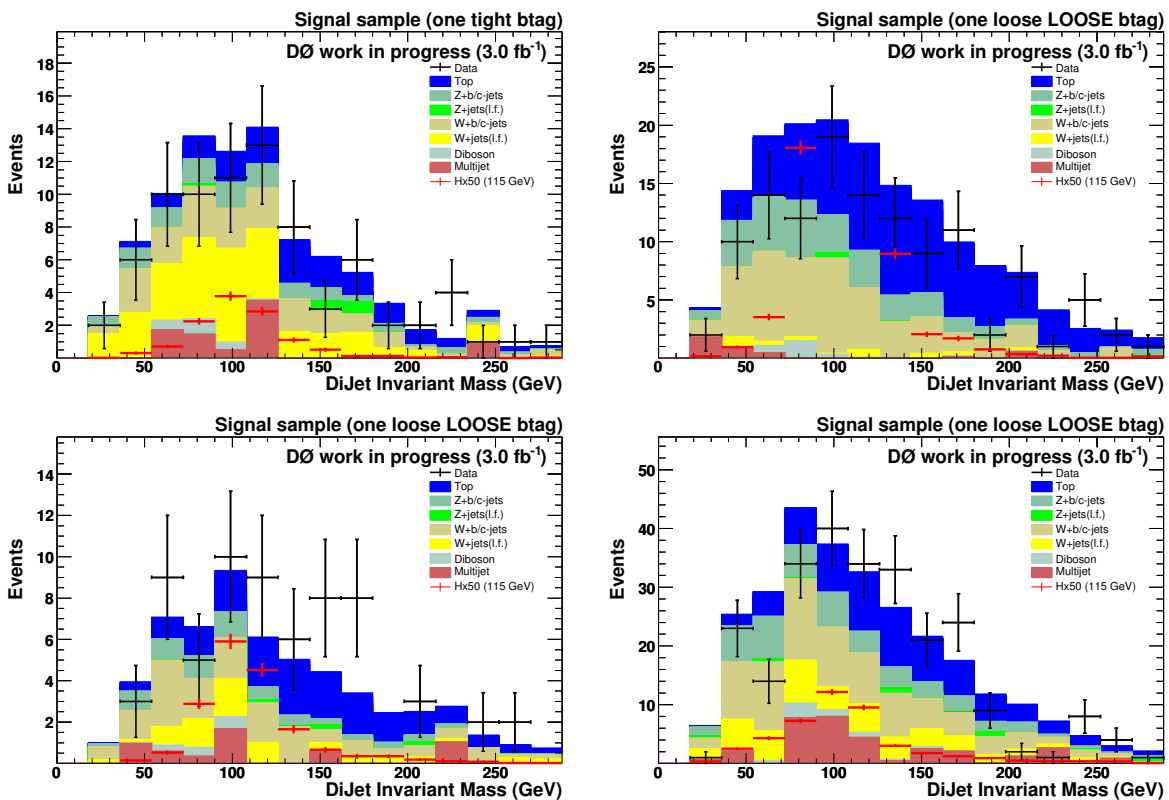 Signal sample (one tight btag)
DØ work in progress (3.0 fb-1)
Events
18
16
14
12
10
8
6
4
2
Data
Top
Z+b/c-jets
Z+jets(l.f.)
W+b/c-jets
W+jets(l.f.)
Diboson
Multijet
Hx50 (115 GeV)
0 50 100 150 200 250
DiJet Invariant Mass (GeV)
Signal sample (one loose LOOSE btag)
DØ work in progress (3.0 fb-1)
Events
25
20
15
10
5
Data
Top
Z+b/c-jets
Z+jets(l.f.)
W+b/c-jets
W+jets(l.f.)
Diboson
Multijet
Hx50 (115 GeV)
0 50 100 150 200 250
DiJet Invariant Mass (GeV)
Signal sample (one loose LOOSE btag)
DØ work in progress (3.0 fb-1)
Events
14
12
10
8
6
4
2
Data
Top
Z+b/c-jets
Z+jets(l.f.)
W+b/c-jets
W+jets(l.f.)
Diboson
Multijet
Hx50 (115 GeV)
0 50 100 150 200 250
DiJet Invariant Mass (GeV)
Signal sample (one loose LOOSE btag)
DØ work in progress (3.0 fb-1)
Events
50
40
30
20
10
Data
Top
Z+b/c-jets
Z+jets(l.f.)
W+b/c-jets
W+jets(l.f.)
Diboson
Multijet
Hx50 (115 GeV)
0 50 100 150 200 250
DiJet Invariant Mass (GeV)